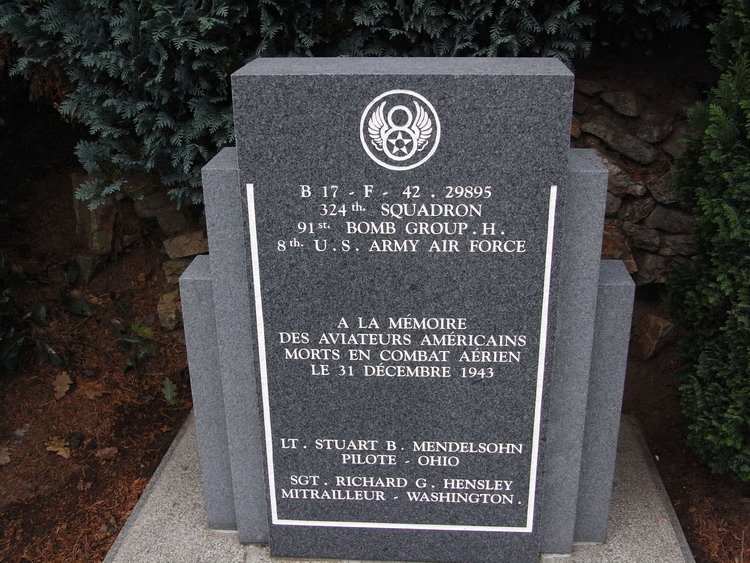 8
B 17 - F - 42 . 29895
324th. SQUADRON
91st. BOMB GROUP . H .
8th. U.S. ARMY AIR FORCE
A LA MÉMOIRE
DES AVIATEURS AMÉRICAINS
MORTS EN COMBAT AÉRIEN
LE 31 DÉCEMBRE 1943
LT. STUART B. MENDELSOHN
PILOTE - OHIO
SGT. RICHARD G. HENSLEY
MITRAILLEUR - WASHINGTON .